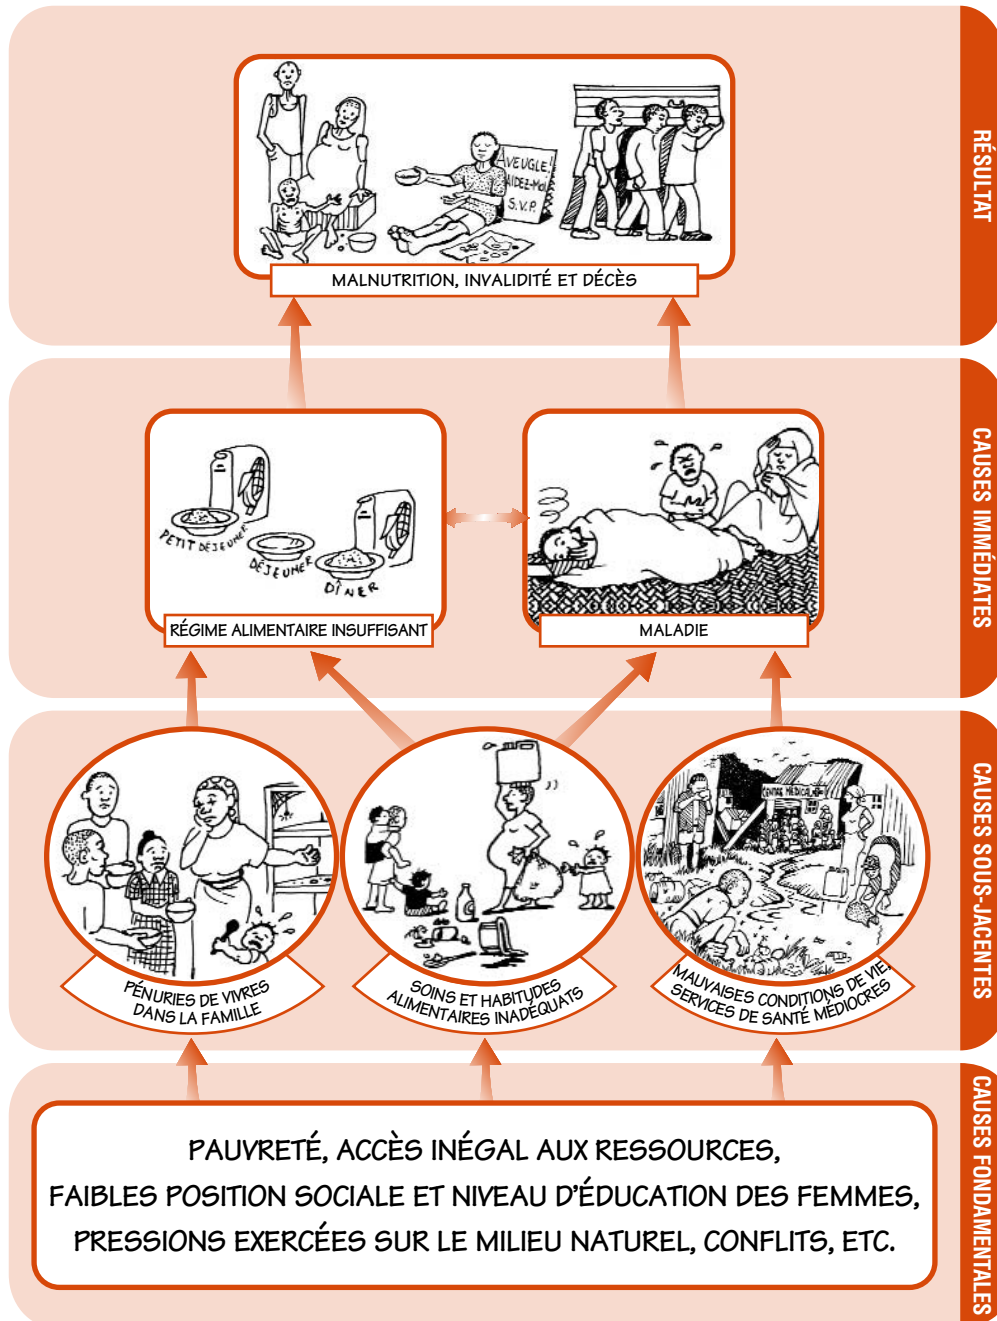 RÉSULTAT
AVEUGLE!
AIDEZ-MOI
S.V.P.
MALNUTRITION, INVALIDITÉ ET DÉCÈS
CAUSES IMMÉDIATES
PETIT DÉJEUNER
DÉJEUNER
DÎNER
RÉGIME ALIMENTAIRE INSUFFISANT
MALADIE
CAUSES SOUS-JACENTES
CENTRE MÉDICAL
PÉNURIES DE VIVRES
DANS LA FAMILLE
SOINS ET HABITUDES
ALIMENTAIRES INADÉQUATS
MAUVAISES CONDITIONS DE VIE,
SERVICES DE SANTÉ MÉDIOCRES
CAUSES FONDAMENTALES
PAUVRETÉ, ACCÈS INÉGAL AUX RESSOURCES,
FAIBLES POSITION SOCIALE ET NIVEAU D'ÉDUCATION DES FEMMES,
PRESSIONS EXERCÉES SUR LE MILIEU NATUREL, CONFLITS, ETC.